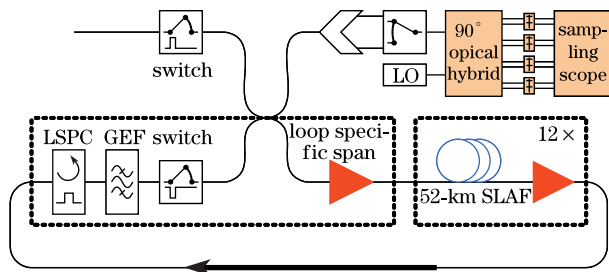 switch
90°
opical
hybrid
samp-
ling
scope
LO
LSPC
GEF
switch
loop speci-
fic span
12×
52-km SLAF